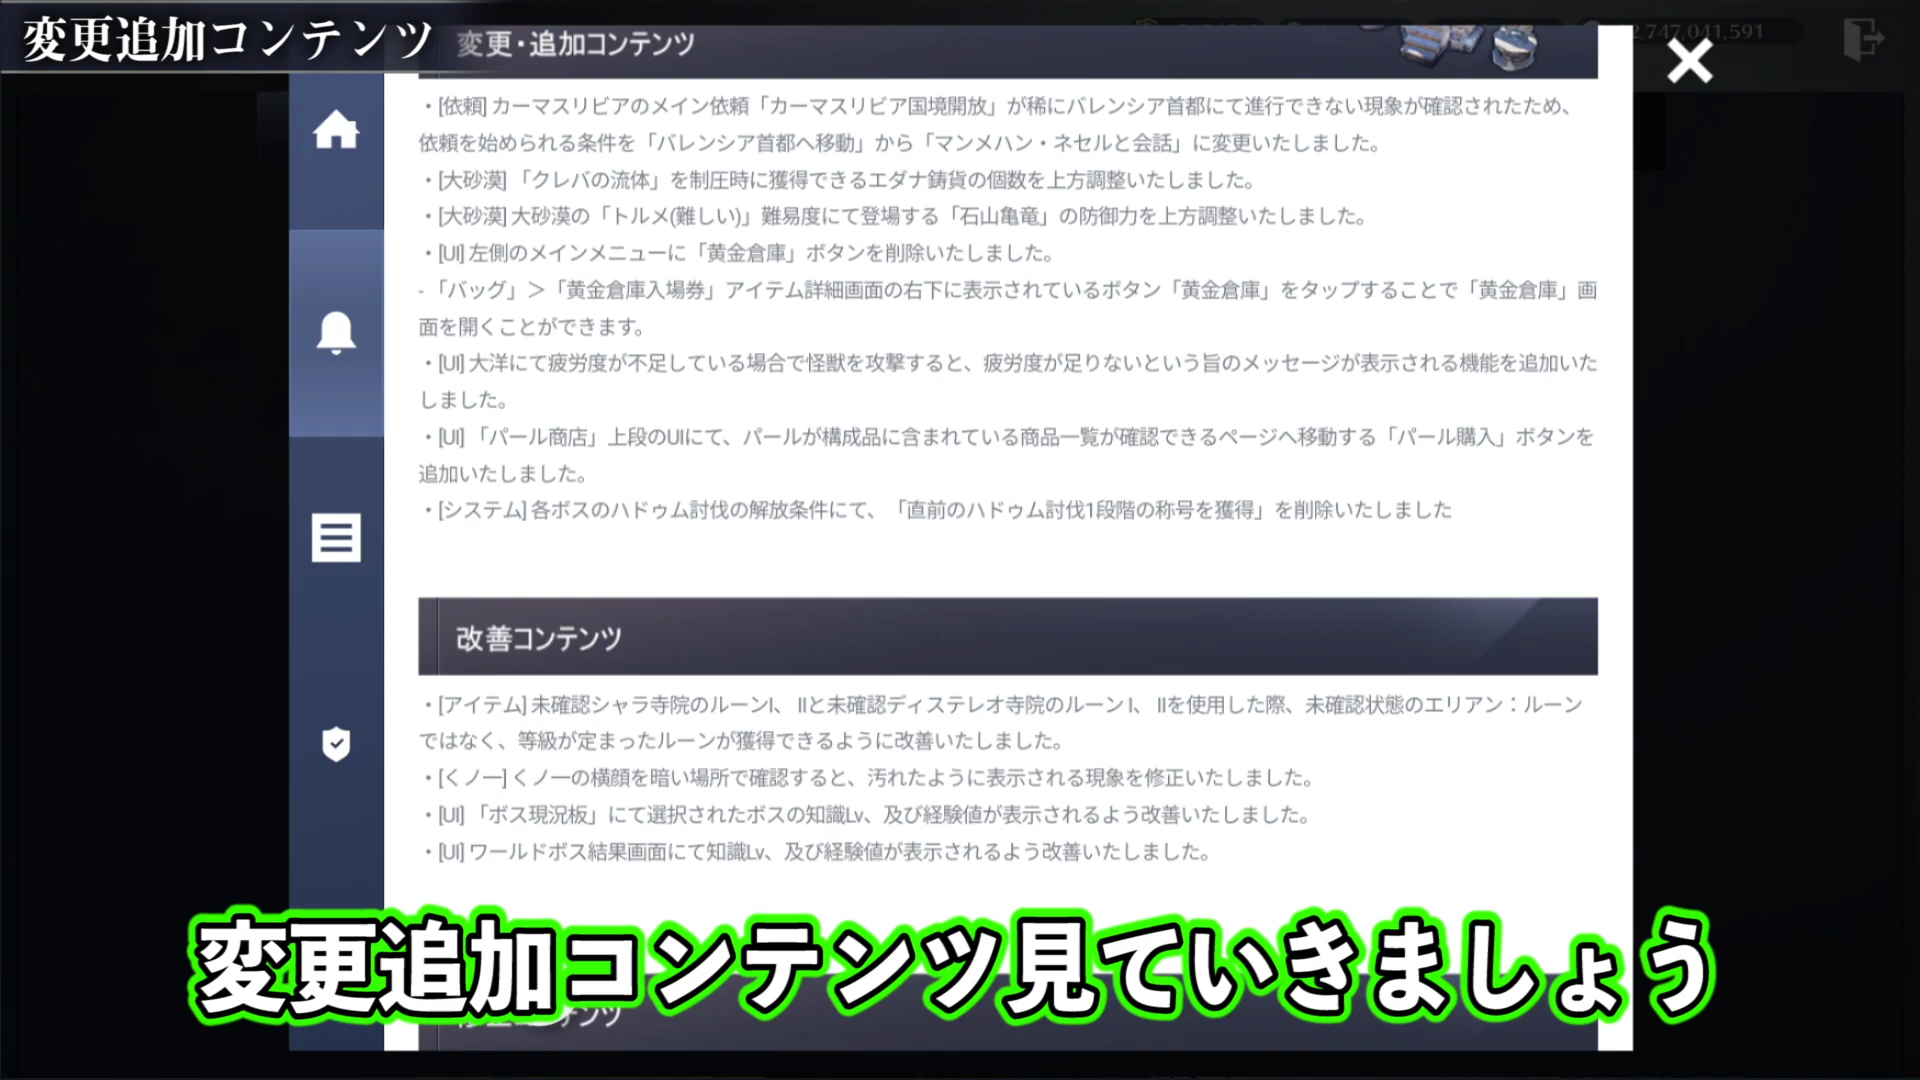 変更追加コンテンツ
変更・追加コンテンツ
2,747,041,591
・[依頼] カーマスリビアのメイン依頼「カーマスリビア国境開放」が稀にバレンシア首都にて進行できない現象が確認されたため、
依頼を始められる条件を「バレンシア首都へ移動」から「マンメハン・ネセルと会話」に変更いたしました。
・[大砂漠] 「クレバの流体」を制圧時に獲得できるエダナ鋳貨の個数を上方調整いたしました。
・[大砂漠] 大砂漠の「トルメ(難しい)」難易度にて登場する「石山亀竜」の防御力を上方調整いたしました。
・[UI] 左側のメインメニューに「黄金倉庫」ボタンを削除いたしました。
- 「バッグ」＞「黄金倉庫入場券」アイテム詳細画面の右下に表示されているボタン「黄金倉庫」をタップすることで「黄金倉庫」画
面を開くことができます。
・[UI] 大洋にて疲労度が不足している場合で怪獣を攻撃すると、疲労度が足りないという旨のメッセージが表示される機能を追加いた
しました。
・[UI] 「パール商店」上段のUIにて、パールが構成品に含まれている商品一覧が確認できるページへ移動する「パール購入」ボタンを
追加いたしました。
・[システム] 各ボスのハドゥム討伐の解放条件にて、「直前のハドゥム討伐1段階の称号を獲得」を削除いたしました
改善コンテンツ
・[アイテム] 未確認シャラ寺院のルーンI、IIと未確認ディステレオ寺院のルーン I、IIを使用した際、未確認状態のエリアン：ルーン
ではなく、等級が定まったルーンが獲得できるように改善いたしました。
・[くノ一] くノ一の横顔を暗い場所で確認すると、汚れたように表示される現象を修正いたしました。
・[UI] 「ボス現況板」にて選択されたボスの知識Lv、及び経験値が表示されるよう改善いたしました。
・[UI] ワールドボス結果画面にて知識Lv、及び経験値が表示されるよう改善いたしました。
変更追加コンテンツ見ていきましょう